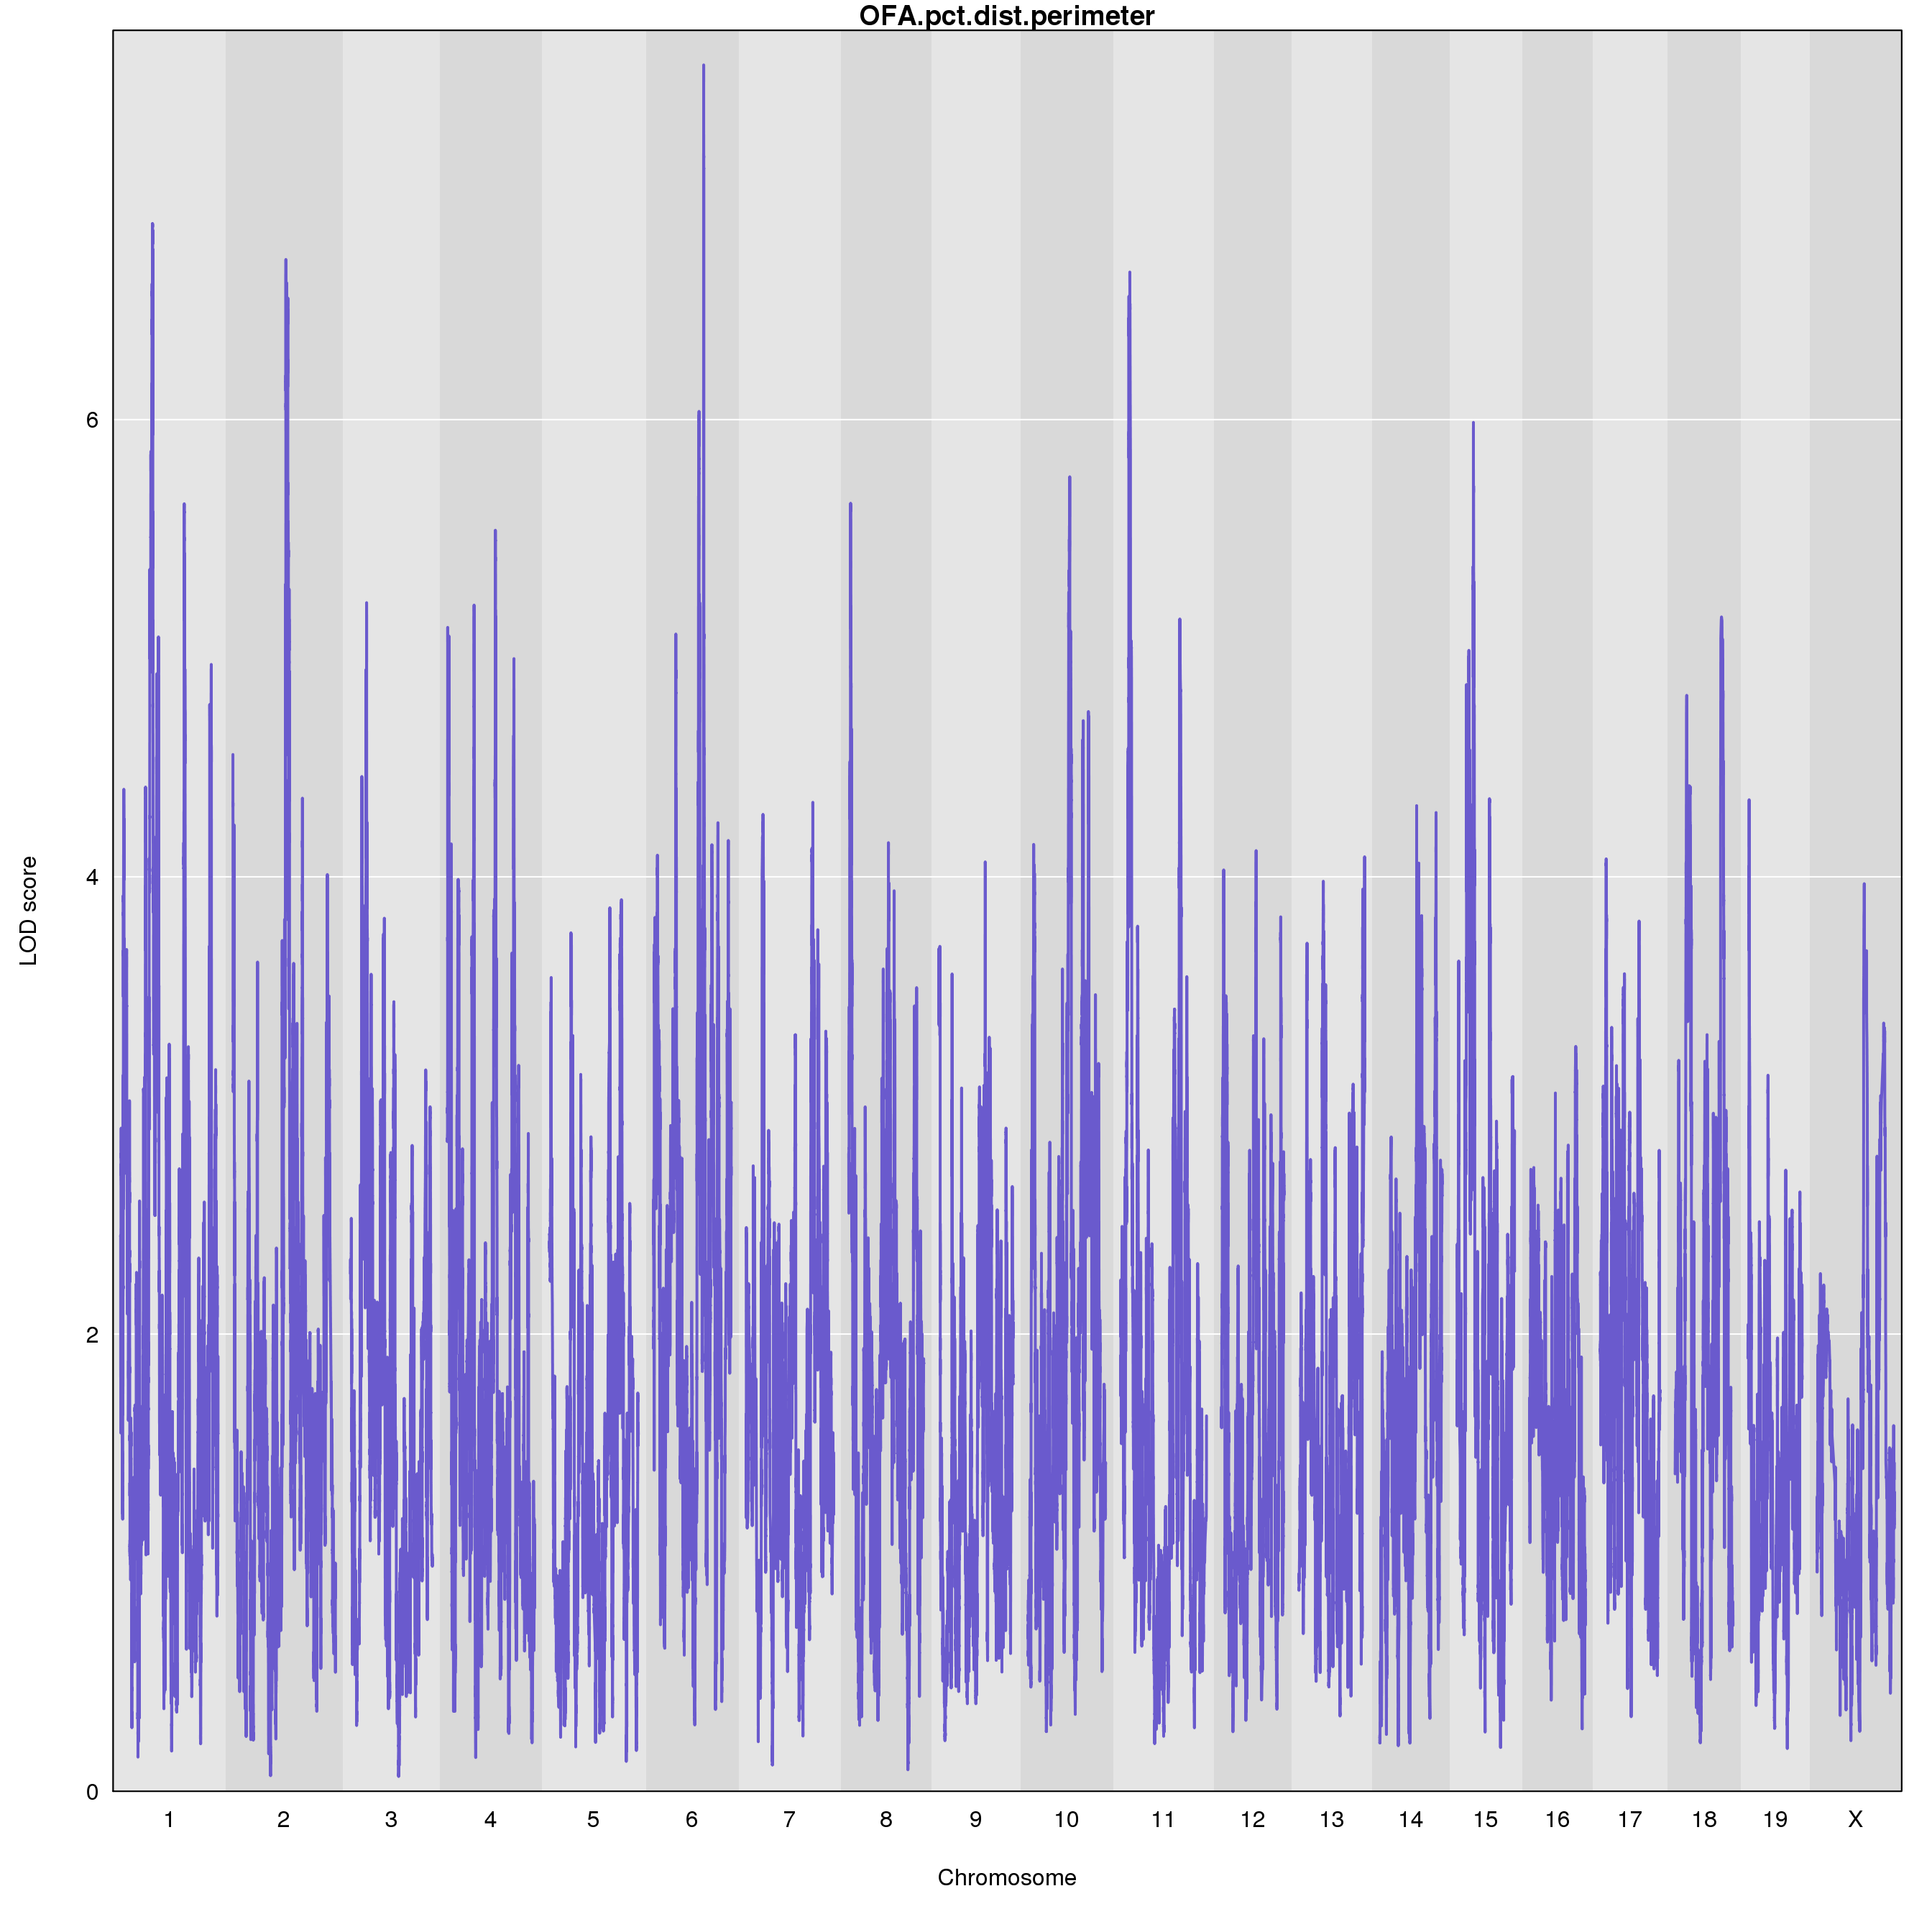 OFA.pct.dist.perimeter
6
4
2
0
LOD score
1 2 3 4 5 6 7 8 9 10 11 12 13 14 15 16 17 18 19 X
Chromosome